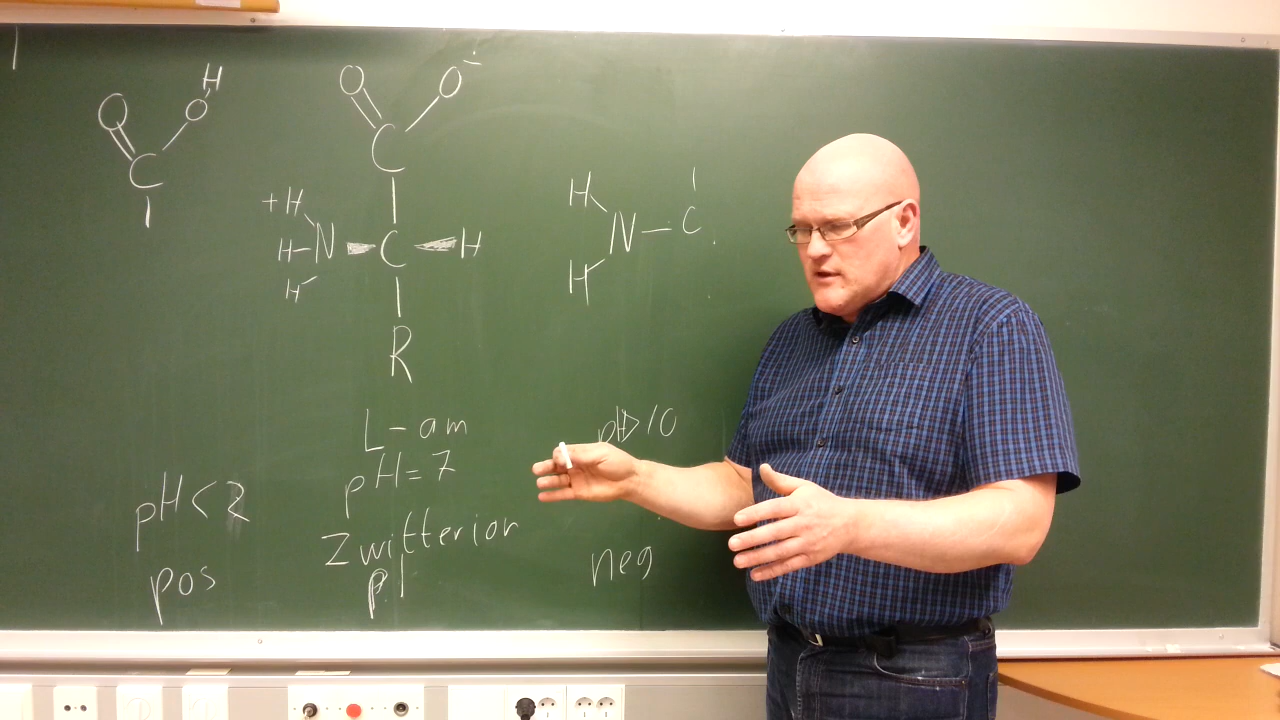 O O H
C
O O⁻
C
+H
H–N C H
H
R
L-am
pH=7
Zwitterion
pI
pH<2
pos
H
N–C
H
pH>10
neg